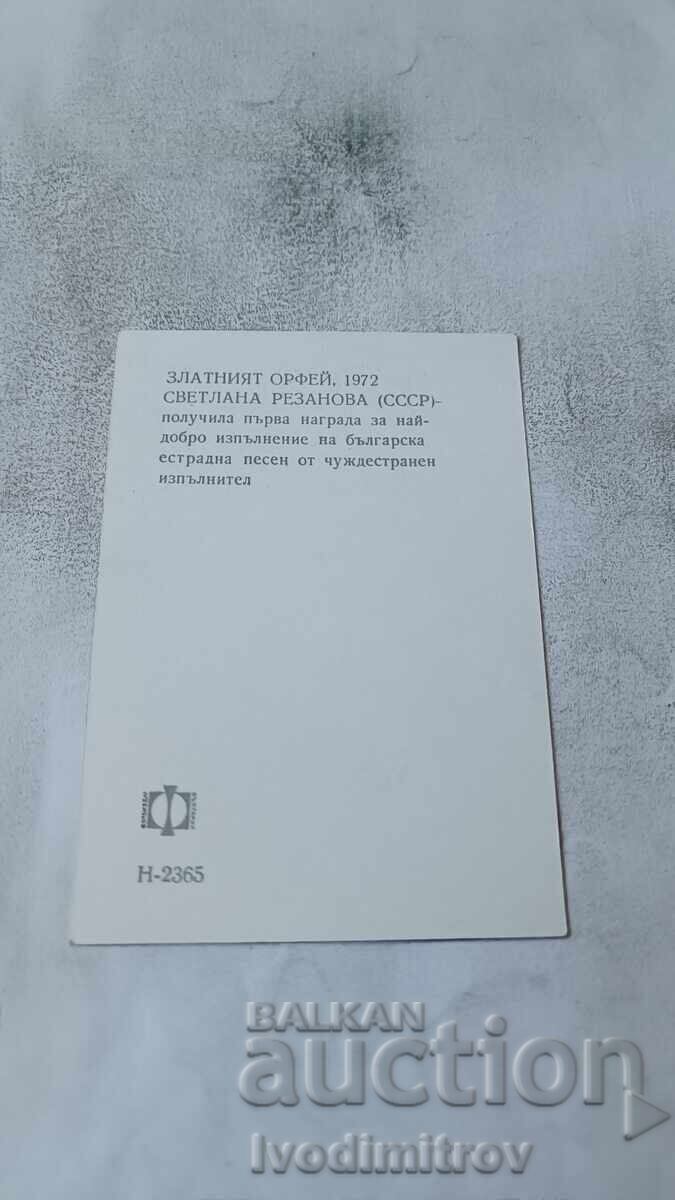 ЗЛАТНИЯТ ОРФЕЙ, 1972
СВЕТЛАНА РЕЗАНОВА (СССР)-
получила първа награда за най-
добро изпълнение на българска
естрадна песен от чуждестранен
изпълнител
Н-2365
BALKAN
auction
Ivodimitrov